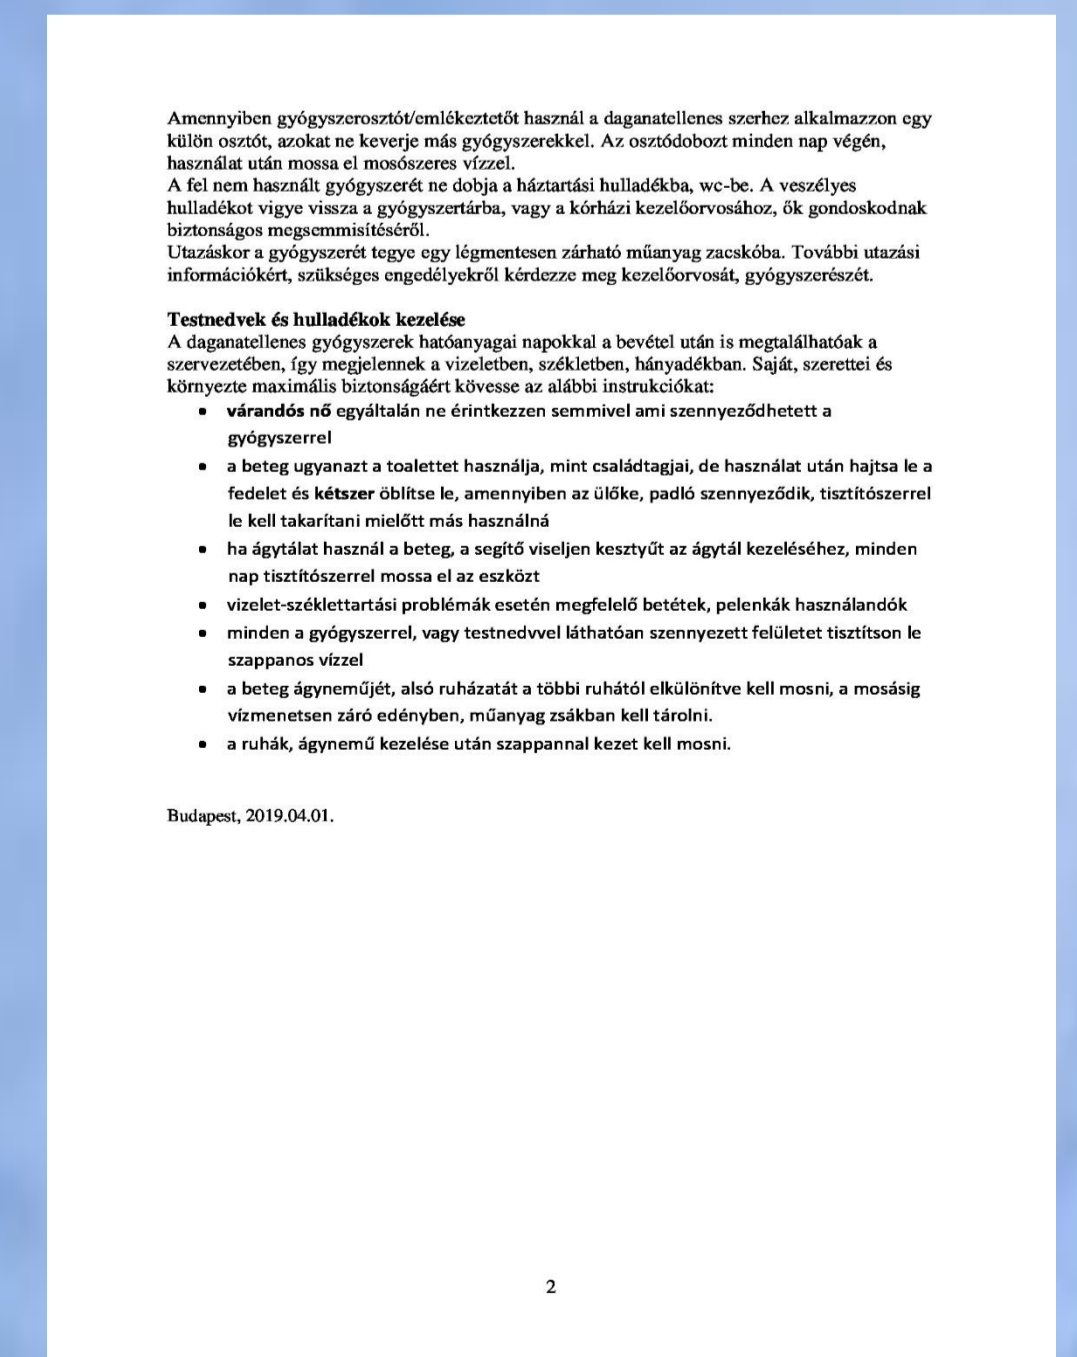 Amennyiben gyógyszerosztót/emlékeztetőt használ a daganatellenes szerhez alkalmazzon egy
külön osztót, azokat ne keverje más gyógyszerekkel. Az osztódobozt minden nap végén,
használat után mossa el mosószeres vízzel.
A fel nem használt gyógyszerét ne dobja a háztartási hulladékba, wc-be. A veszélyes
hulladékot vigye vissza a gyógyszertárba, vagy a kórházi kezelőorvosához, ők gondoskodnak
biztonságos megsemmisítéséről.
Utazáskor a gyógyszerét tegye egy légmentesen zárható műanyag zacskóba. További utazási
információkért, szükséges engedélyekről kérdezze meg kezelőorvosát, gyógyszerészét.
Testnedvek és hulladékok kezelése
A daganatellenes gyógyszerek hatóanyagai napokkal a bevétel után is megtalálhatóak a
szervezetében, így megjelennek a vizeletben, székletben, hányadékban. Saját, szerettei és
környezte maximális biztonságáért kövesse az alábbi instrukciókat:
• várandós nő egyáltalán ne érintkezzen semmivel ami szennyeződhetett a
gyógyszerrel
• a beteg ugyanazt a toalettet használja, mint családtagjai, de használat után hajtsa le a
fedelet és kétszer öblítse le, amennyiben az ülőke, padló szennyeződik, tisztítószerrel
le kell takarítani mielőtt más használná
• ha ágytálat használ a beteg, a segítő viseljen kesztyűt az ágytál kezeléséhez, minden
nap tisztítószerrel mossa el az eszközt
• vizelet-széklettartási problémák esetén megfelelő betétek, pelenkák használandók
• minden a gyógyszerrel, vagy testnedvvel láthatóan szennyezett felületet tisztítson le
szappanos vízzel
• a beteg ágyneműjét, alsó ruházatát a többi ruhától elkülönítve kell mosni, a mosásig
vízmenetsen záró edényben, műanyag zsákban kell tárolni.
• a ruhák, ágynemű kezelése után szappannal kezet kell mosni.
Budapest, 2019.04.01.
2